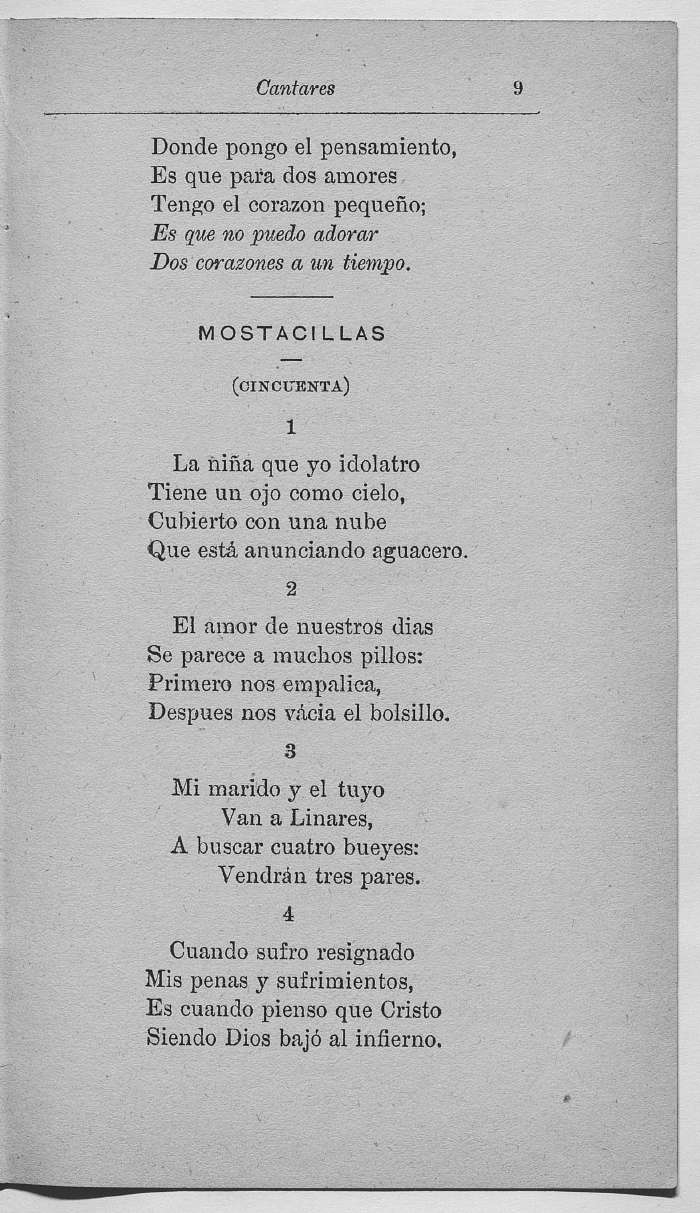 Cantares 9
Donde pongo el pensamiento,
Es que para dos amores
Tengo el corazon pequeño;
Es que no puedo adorar
Dos corazones a un tiempo.
MOSTACILLAS
(CINCUENTA)
1
La niña que yo idolatro
Tiene un ojo como cielo,
Cubierto con una nube
Que está anunciando aguacero.
2
El amor de nuestros dias
Se parece a muchos pillos:
Primero nos empalica,
Despues nos vácia el bolsillo.
3
Mi marido y el tuyo
Van a Linares,
A buscar cuatro bueyes:
Vendrán tres pares.
4
Cuando sufro resignado
Mis penas y sufrimientos,
Es cuando pienso que Cristo
Siendo Dios bajó al infierno.